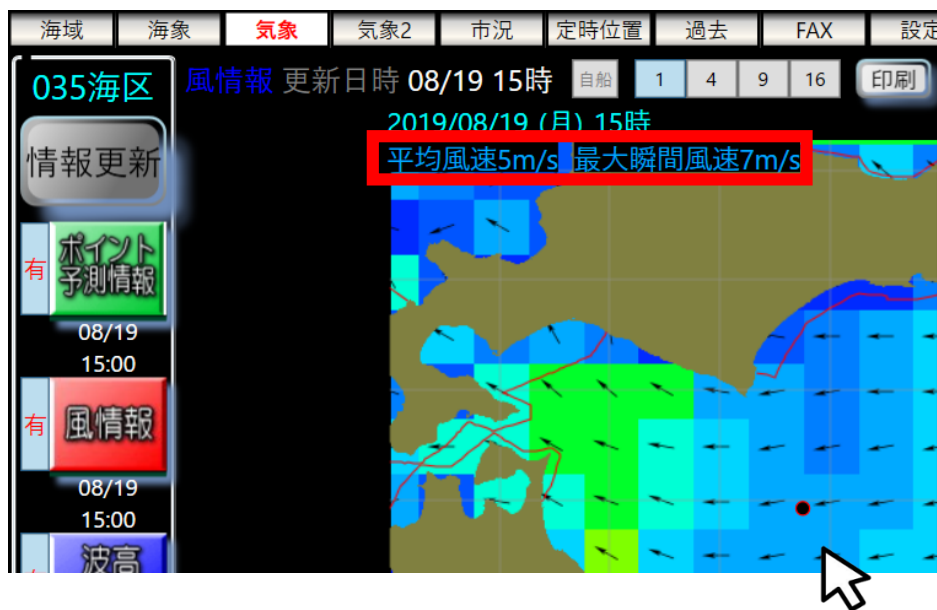 海域 海象 気象 気象2 市況 定時位置 過去 FAX 設定
035海区 風情報 更新日時 08/19 15時 自船 1 4 9 16 印刷
2019/08/19 (月) 15時
平均風速5m/s 最大瞬間風速7m/s
情報更新
有 ポイント
予測情報
08/19
15:00
有 風情報
08/19
15:00
波高